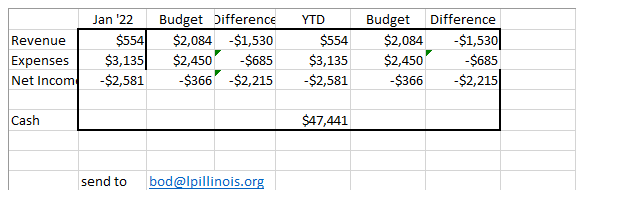 Jan '22 Budget Difference YTD Budget Difference
Revenue $554 $2,084 -$1,530 $554 $2,084 -$1,530
Expenses $3,135 $2,450 -$685 $3,135 $2,450 -$685
Net Incom -$2,581 -$366 -$2,215 -$2,581 -$366 -$2,215
Cash $47,441
send to bod@lpillinois.org